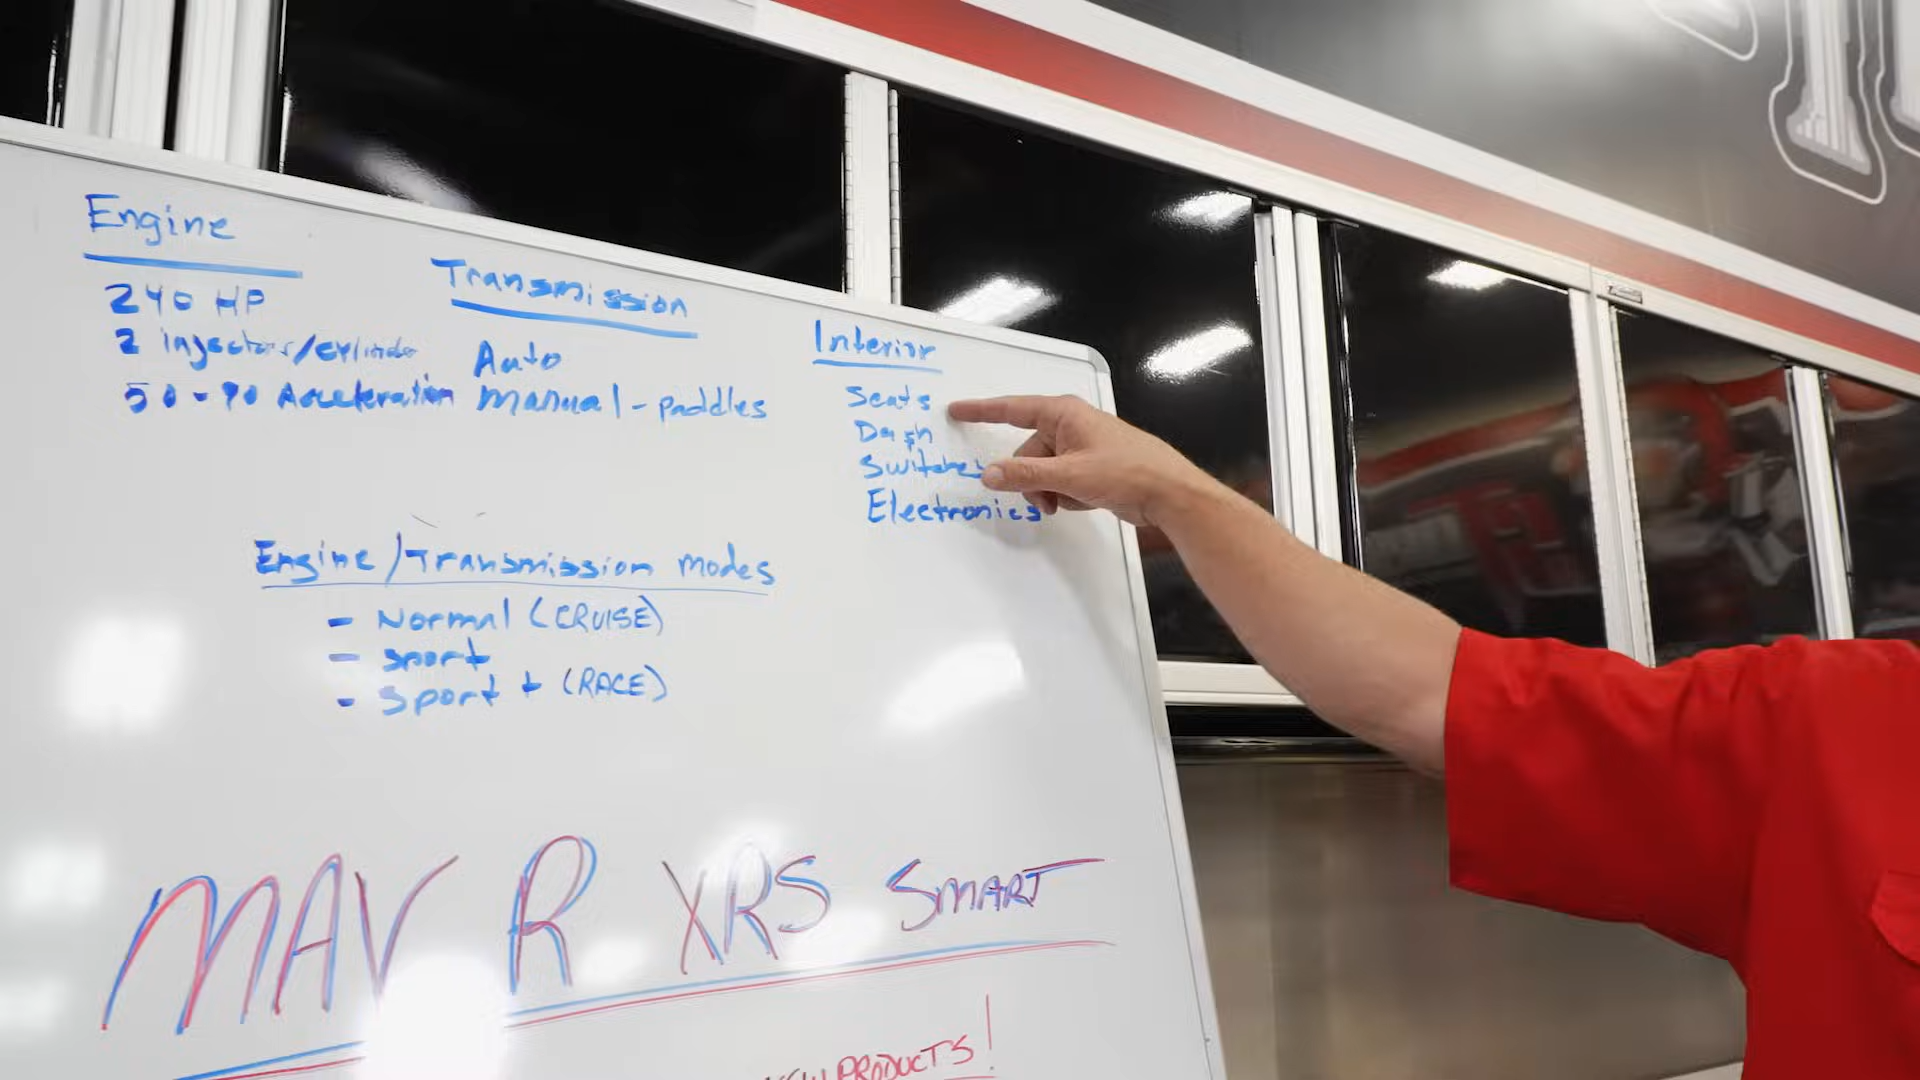 Engine
240 HP
2 injectors/cylinder
50-90 Acceleration
Transmission
Auto
manual - paddles
Interior
Seats
Dash
Switches
Electronics
Engine/Transmission modes
- Normal (CRUISE)
- Sport
- Sport + (RACE)
MAV R XRS SMART
PRODUCTS!